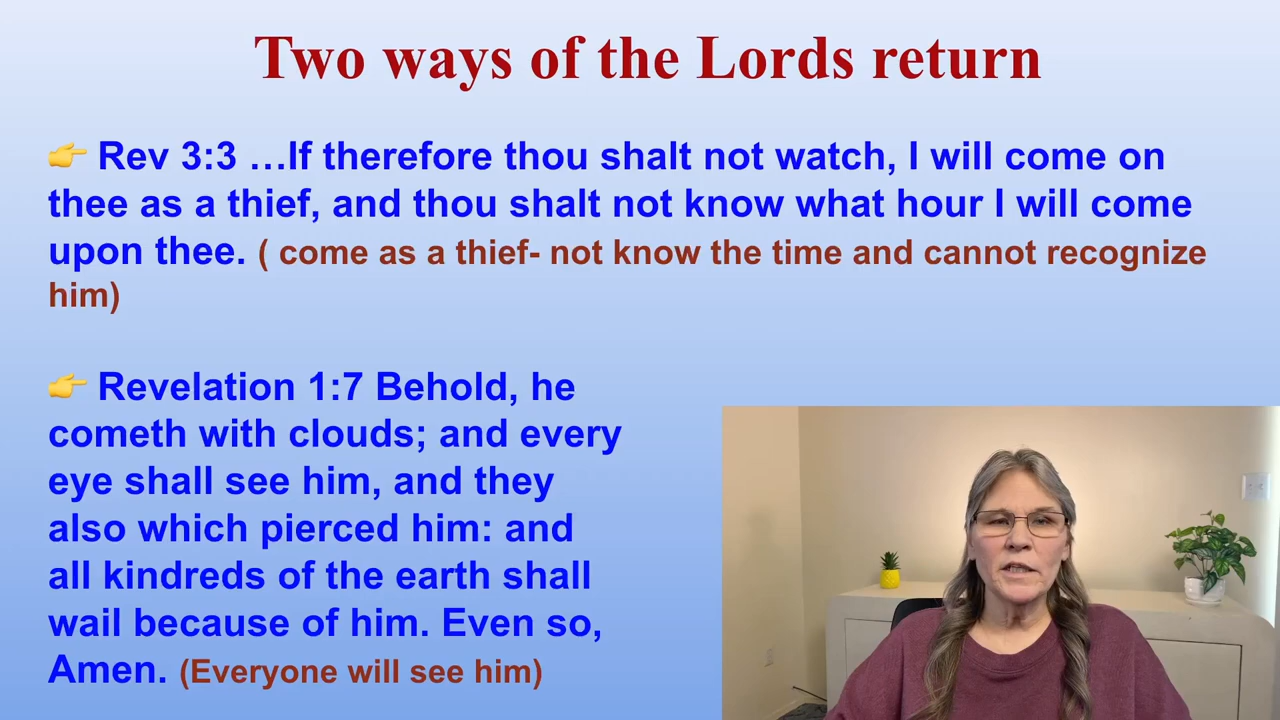 Two ways of the Lords return
👉 Rev 3:3 …If therefore thou shalt not watch, I will come on
thee as a thief, and thou shalt not know what hour I will come
upon thee. ( come as a thief- not know the time and cannot recognize
him)
👉 Revelation 1:7 Behold, he
cometh with clouds; and every
eye shall see him, and they
also which pierced him: and
all kindreds of the earth shall
wail because of him. Even so,
Amen. (Everyone will see him)